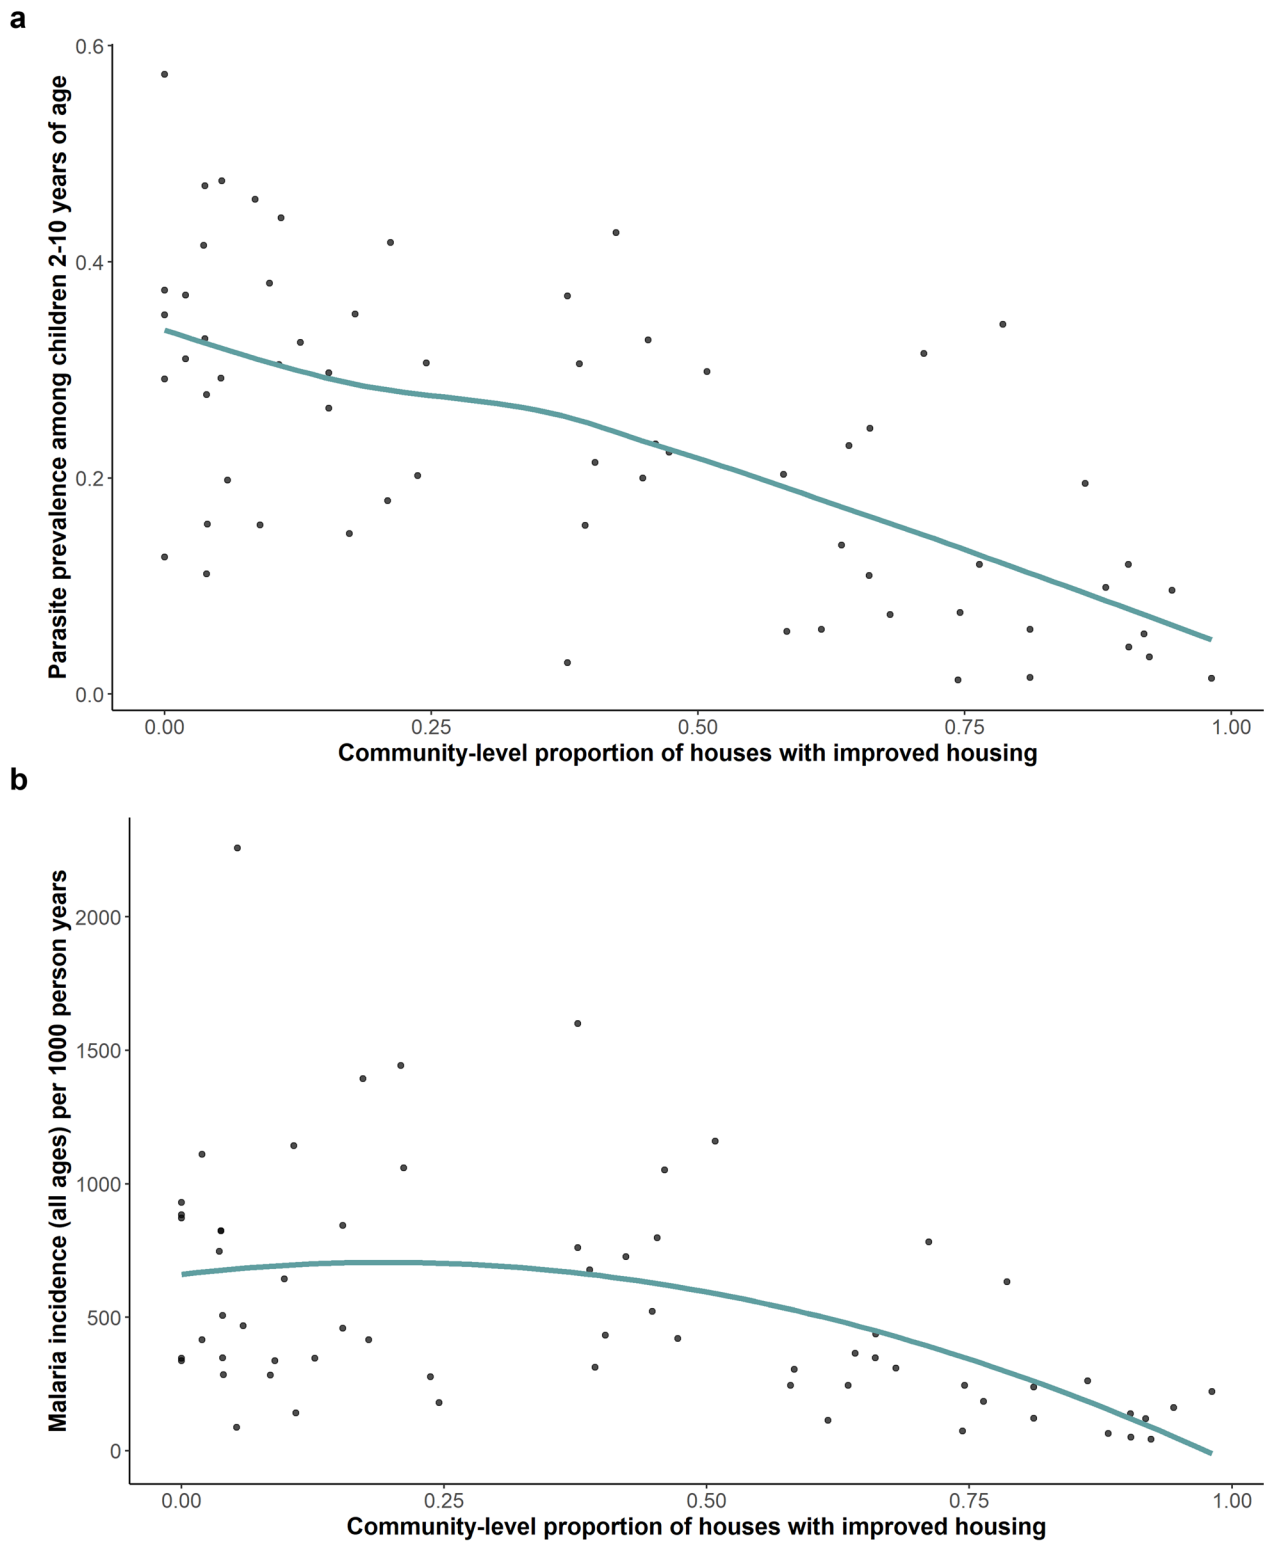 a
Parasite prevalence among children 2-10 years of age
0.6
0.4
0.2
0.0
0.00 0.25 0.50 0.75 1.00
Community-level proportion of houses with improved housing
b
Malaria incidence (all ages) per 1000 person years
2000
1500
1000
500
0
0.00 0.25 0.50 0.75 1.00
Community-level proportion of houses with improved housing